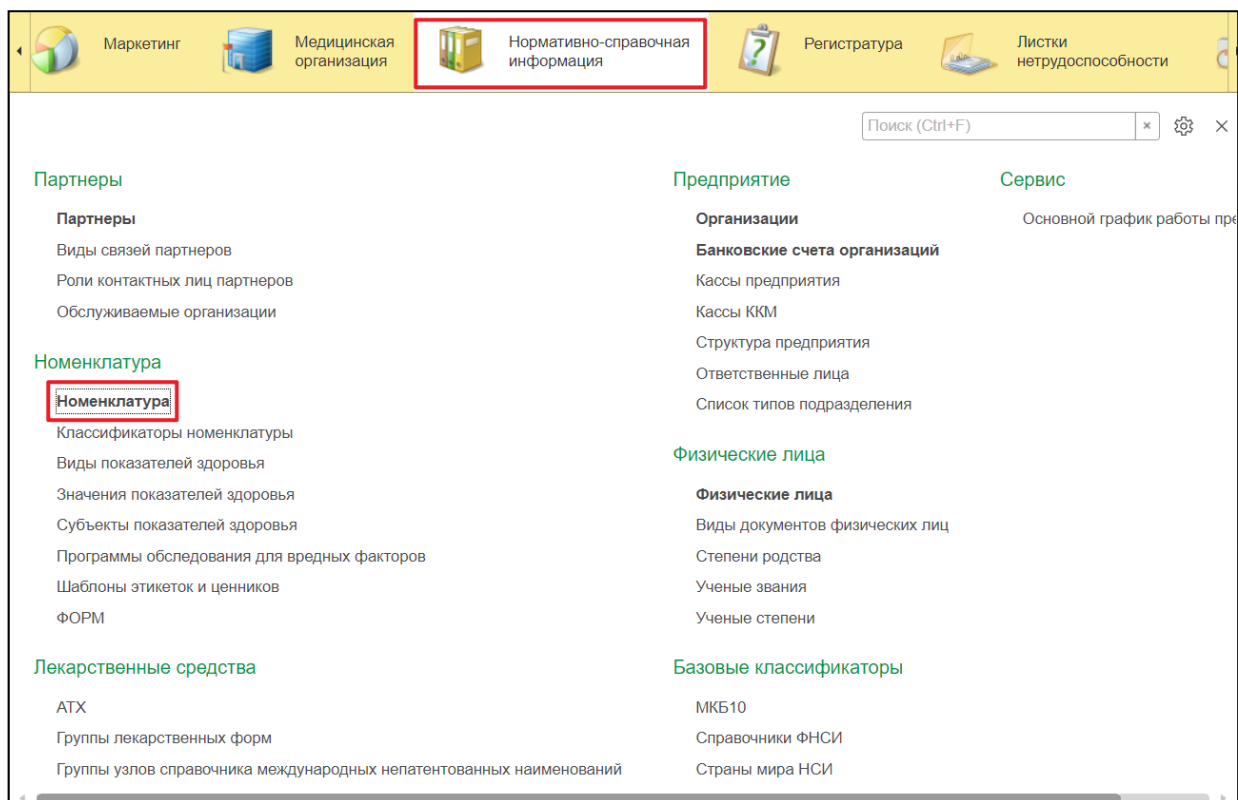 Маркетинг
Медицинская
организация
Нормативно-справочная
информация
Регистратура
Листки
нетрудоспособности
Поиск (Ctrl+F)
Партнеры
Партнеры
Виды связей партнеров
Роли контактных лиц партнеров
Обслуживаемые организации
Номенклатура
Номенклатура
Классификаторы номенклатуры
Виды показателей здоровья
Значения показателей здоровья
Субъекты показателей здоровья
Программы обследования для вредных факторов
Шаблоны этикеток и ценников
ФОРМ
Лекарственные средства
АТХ
Группы лекарственных форм
Группы узлов справочника международных непатентованных наименований
Предприятие
Организации
Банковские счета организаций
Кассы предприятия
Кассы ККМ
Структура предприятия
Ответственные лица
Список типов подразделения
Физические лица
Физические лица
Виды документов физических лиц
Степени родства
Ученые звания
Ученые степени
Базовые классификаторы
МКБ10
Справочники ФНСИ
Страны мира НСИ
Сервис
Основной график работы пре